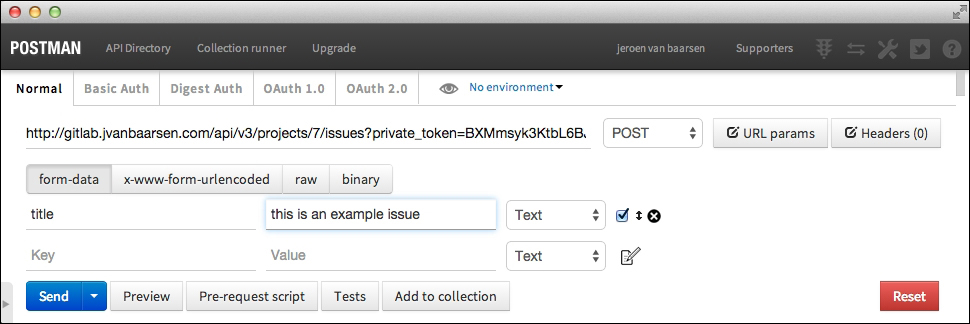 POSTMAN API Directory Collection runner Upgrade jeroen van baarsen Supporters
Normal Basic Auth Digest Auth OAuth 1.0 OAuth 2.0 No environment
http://gitlab.jvanbaarsen.com/api/v3/projects/7/issues?private_token=BXMmsyk3KtbL6B POST URL params Headers (0)
form-data x-www-form-urlencoded raw binary
title this is an example issue Text
Key Value Text
Send Preview Pre-request script Tests Add to collection Reset